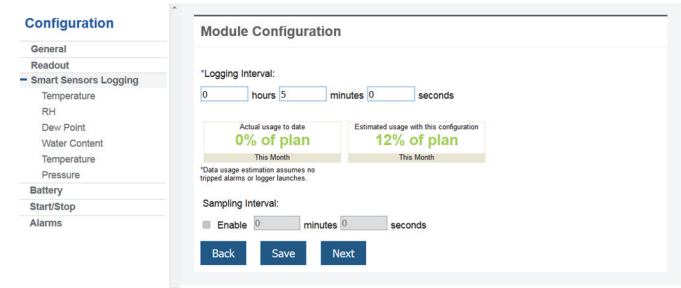 Configuration
General
Readout
Smart Sensors Logging
Temperature
RH
Dew Point
Water Content
Temperature
Pressure
Battery
Start/Stop
Alarms
Module Configuration
*Logging Interval:
0 hours 5 minutes 0 seconds
Actual usage to date
0% of plan
This Month
Estimated usage with this configuration
12% of plan
This Month
*Data usage estimation assumes no
tripped alarms or logger launches.
Sampling Interval:
Enable 0 minutes 0 seconds
Back Save Next